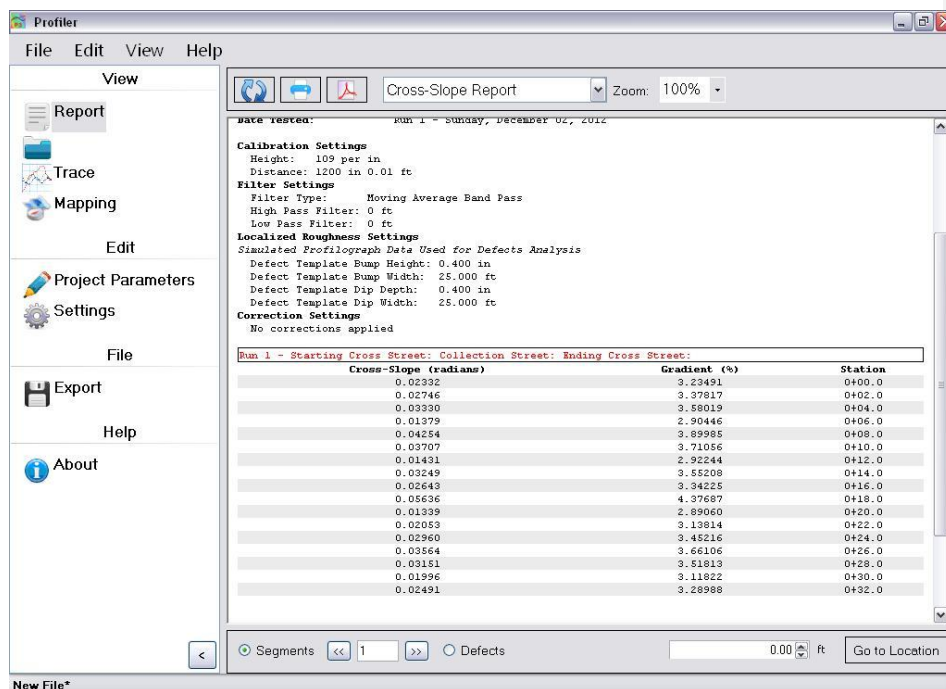 Profiler
File Edit View Help
View
Report
Trace
Mapping
Edit
Project Parameters
Settings
File
Export
Help
About
<
Cross-Slope Report
Zoom: 100%
Date Tested: Run 1 - Sunday, December 02, 2012
Calibration Settings
Height: 109 per in
Distance: 1200 in 0.01 ft
Filter Settings
Filter Type: Moving Average Band Pass
High Pass Filter: 0 ft
Low Pass Filter: 0 ft
Localized Roughness Settings
Simulated Profilograph Data Used for Defects Analysis
Defect Template Bump Height: 0.400 in
Defect Template Bump Width: 25.000 ft
Defect Template Dip Depth: 0.400 in
Defect Template Dip Width: 25.000 ft
Correction Settings
No corrections applied
Run 1 - Starting Cross Street: Collection Street: Ending Cross Street:
Cross-Slope (radians) Gradient (%) Station
0.02332 3.23491 0+00.0
0.02746 3.37817 0+02.0
0.03330 3.58019 0+04.0
0.01379 2.90446 0+06.0
0.04254 3.89985 0+08.0
0.03707 3.71056 0+10.0
0.01431 2.92244 0+12.0
0.03249 3.55208 0+14.0
0.02643 3.34225 0+16.0
0.05636 4.37687 0+18.0
0.01339 2.89060 0+20.0
0.02053 3.13814 0+22.0
0.02960 3.45216 0+24.0
0.03564 3.66106 0+26.0
0.03151 3.51813 0+28.0
0.01996 3.11822 0+30.0
0.02491 3.28988 0+32.0
Segments << 1 >> Defects 0.00 ft Go to Location
New File*